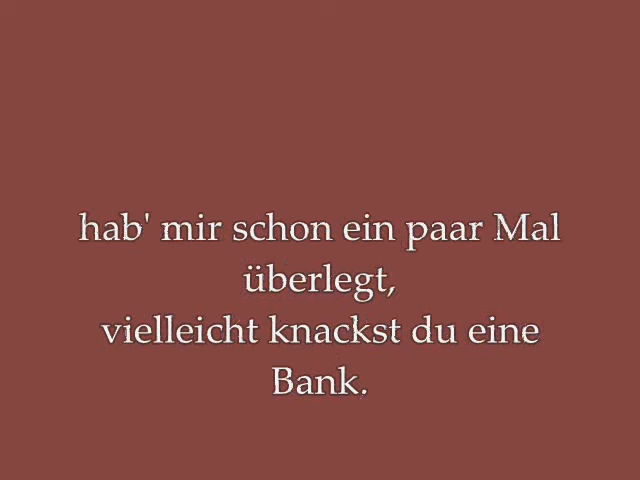 hab' mir schon ein paar Mal
überlegt,
vielleicht knackst du eine
Bank.